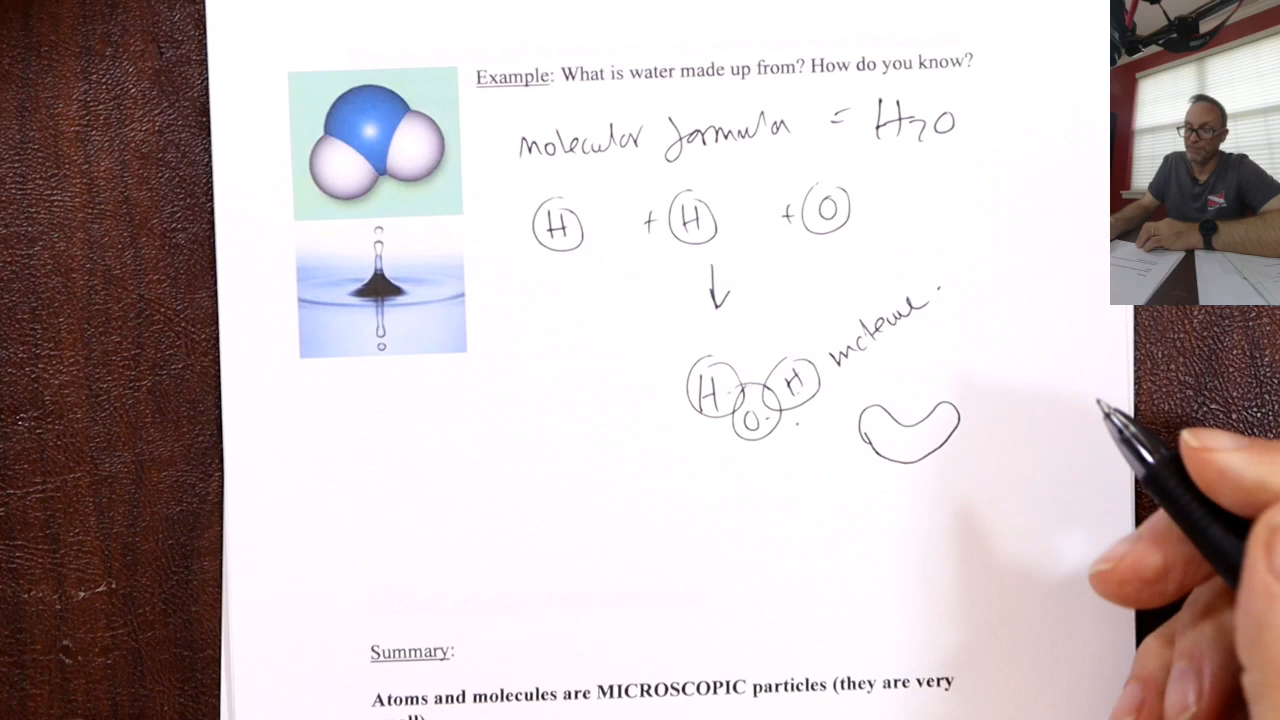 Example: What is water made up from? How do you know?
molecular formula = H2O
H + H + O
molecule.
H O H
Summary:
Atoms and molecules are MICROSCOPIC particles (they are very